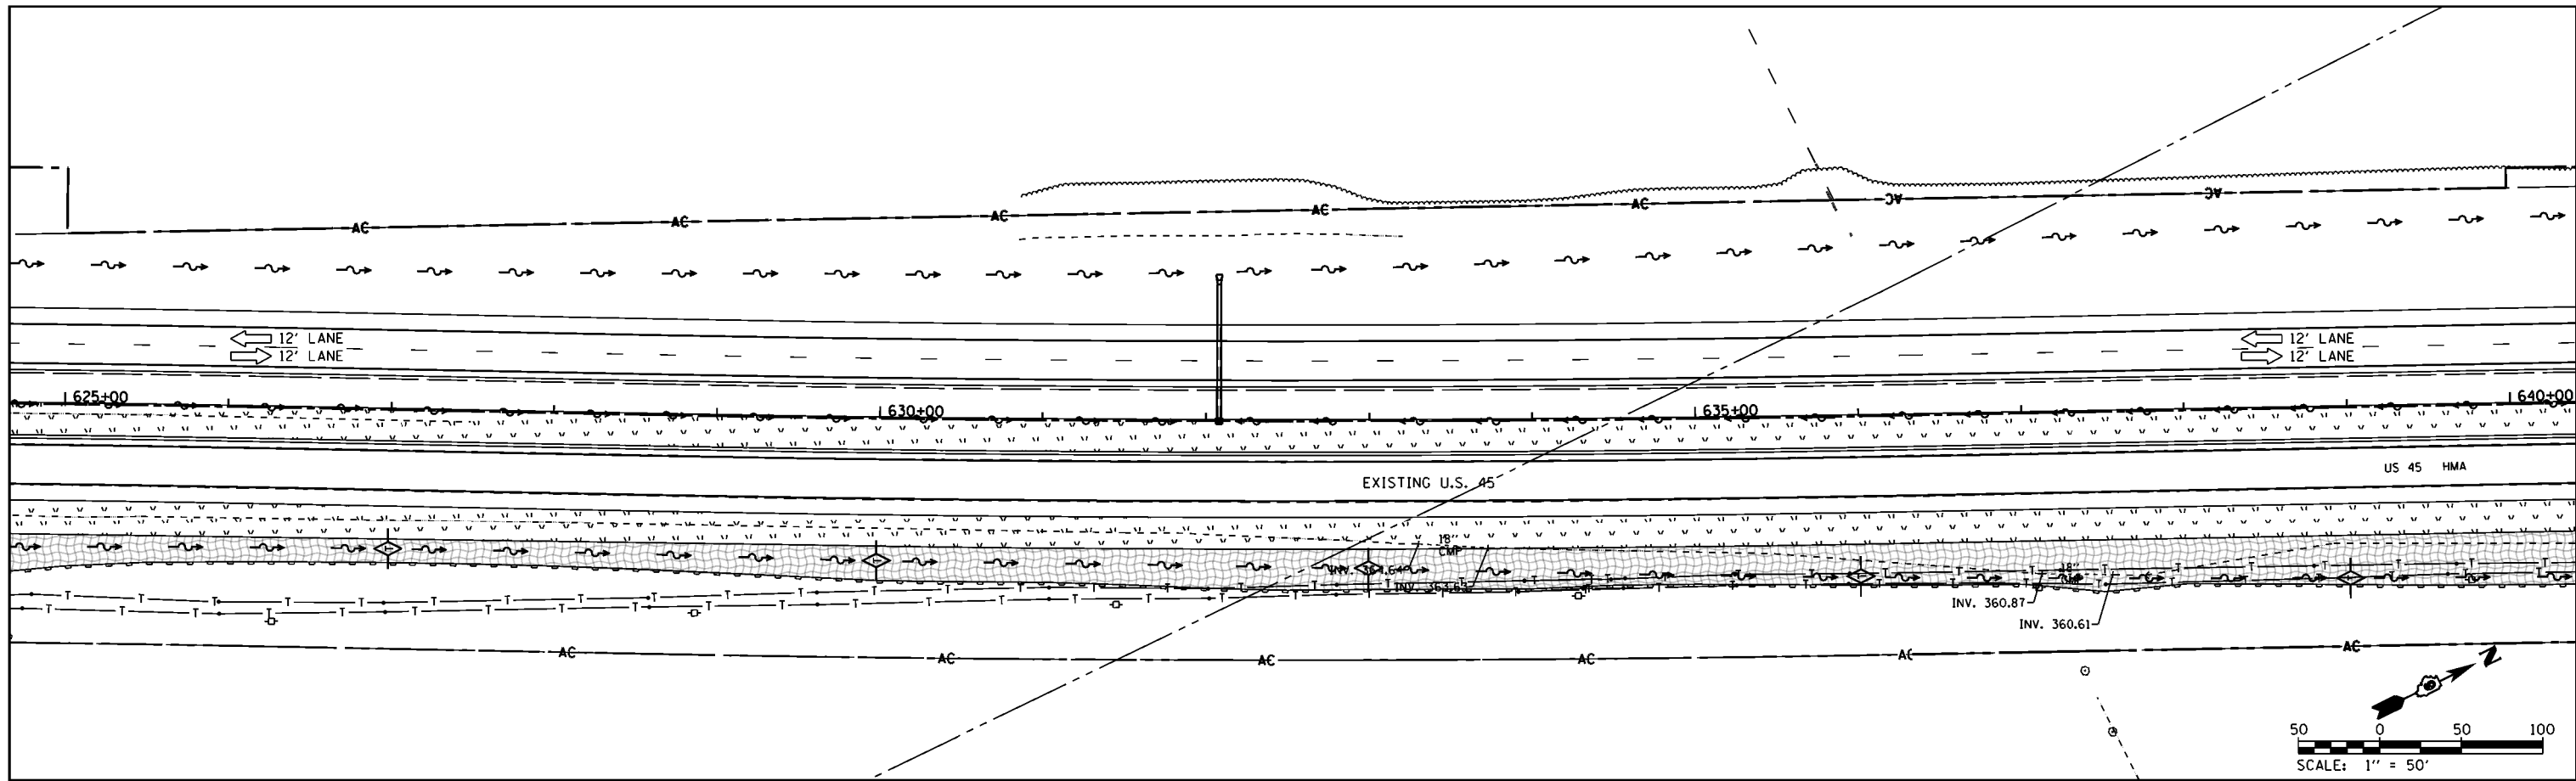 AC AC AC AC AC AC AC
12' LANE
12' LANE
12' LANE
12' LANE
625+00 630+00 635+00 640+00
US 45 HMA
EXISTING U.S. 45
18"
CMP
18"
INV. 360.87
INV. 360.61
AC AC AC AC AC AC
N
50 0 50 100
SCALE: 1" = 50'